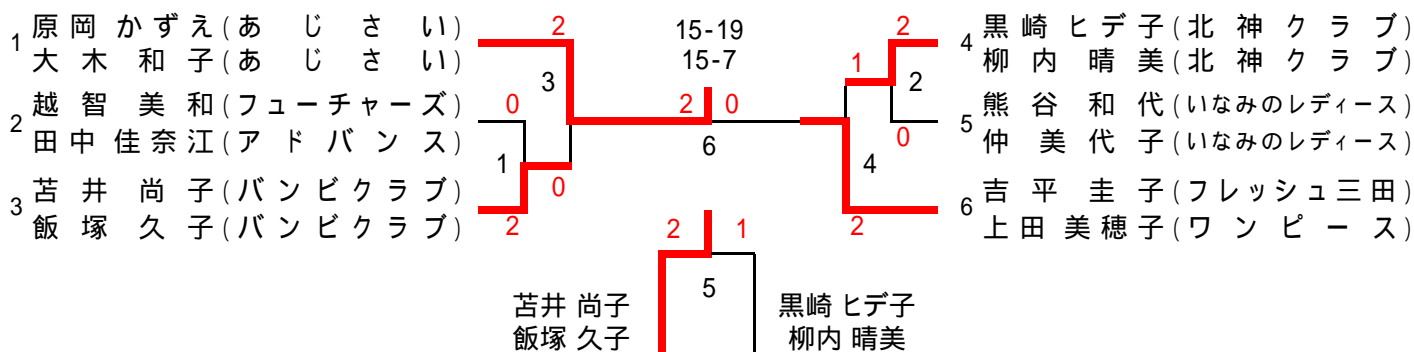 1
原岡 かずえ(あじさい)
大木 和子(あじさい)
2
越智 美和(フューチャーズ)
田中 佳奈江(アドバンス)
3
苫井 尚子(バンビクラブ)
飯塚 久子(バンビクラブ)
2
3
0
1
0
2
15-19
15-7
2 0
6
2 1
5
苫井 尚子
飯塚 久子
黒崎 ヒデ子
柳内 晴美
2
1
2
0
4
2
4
黒崎 ヒデ子(北神クラブ)
柳内 晴美(北神クラブ)
5
熊谷 和代(いなみのレディース)
仲 美代子(いなみのレディース)
6
吉平 圭子(フレッシュ三田)
上田 美穂子(ワンピース)